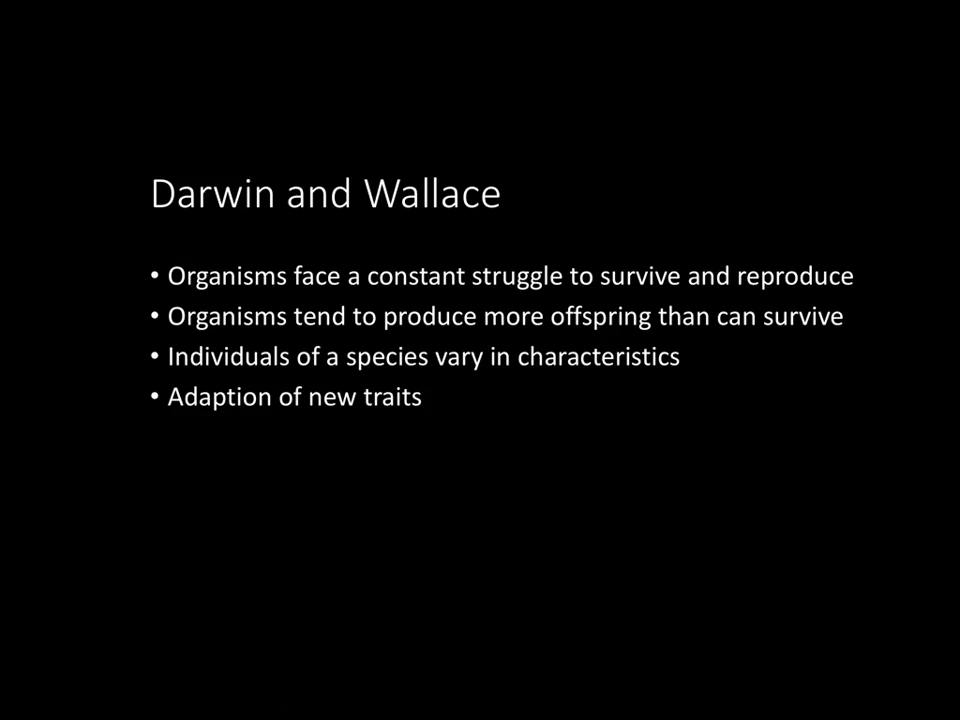 Darwin and Wallace
• Organisms face a constant struggle to survive and reproduce
• Organisms tend to produce more offspring than can survive
• Individuals of a species vary in characteristics
• Adaption of new traits